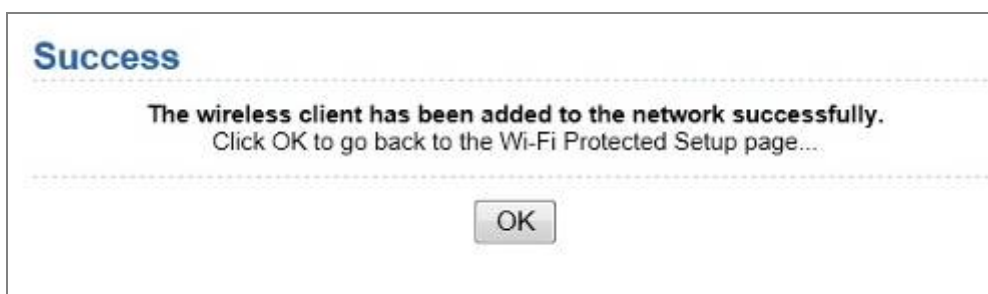 Success
The wireless client has been added to the network successfully.
Click OK to go back to the Wi-Fi Protected Setup page...
OK